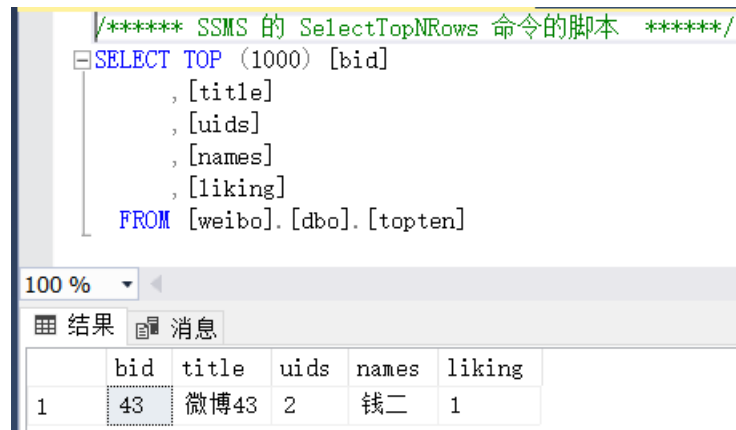 /****** SSMS 的 SelectTopNRows 命令的脚本  ******/
SELECT TOP (1000) [bid]
,[title]
,[uids]
,[names]
,[liking]
FROM [weibo].[dbo].[topten]
100 %
结果 消息
bid title uids names liking
1 43 微博43 2 钱二 1